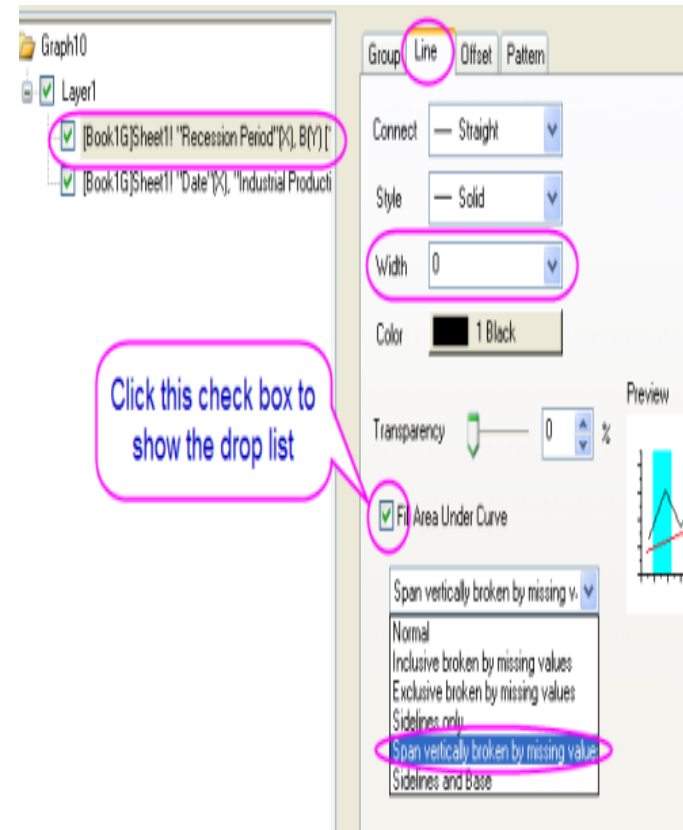 Graph10
Layer1
[Book1G]Sheet1! "Recession Period"(X), B(Y) [
[Book1G]Sheet1! "Date"(X), "Industrial Producti
Group Line Offset Pattern
Connect — Straight
Style — Solid
Width 0
Color 1 Black
Transparency 0 %
Click this check box to
show the drop list
Preview
Fill Area Under Curve
Span vertically broken by missing v
Normal
Inclusive broken by missing values
Exclusive broken by missing values
Sidelines only
Span vertically broken by missing value
Sidelines and Base